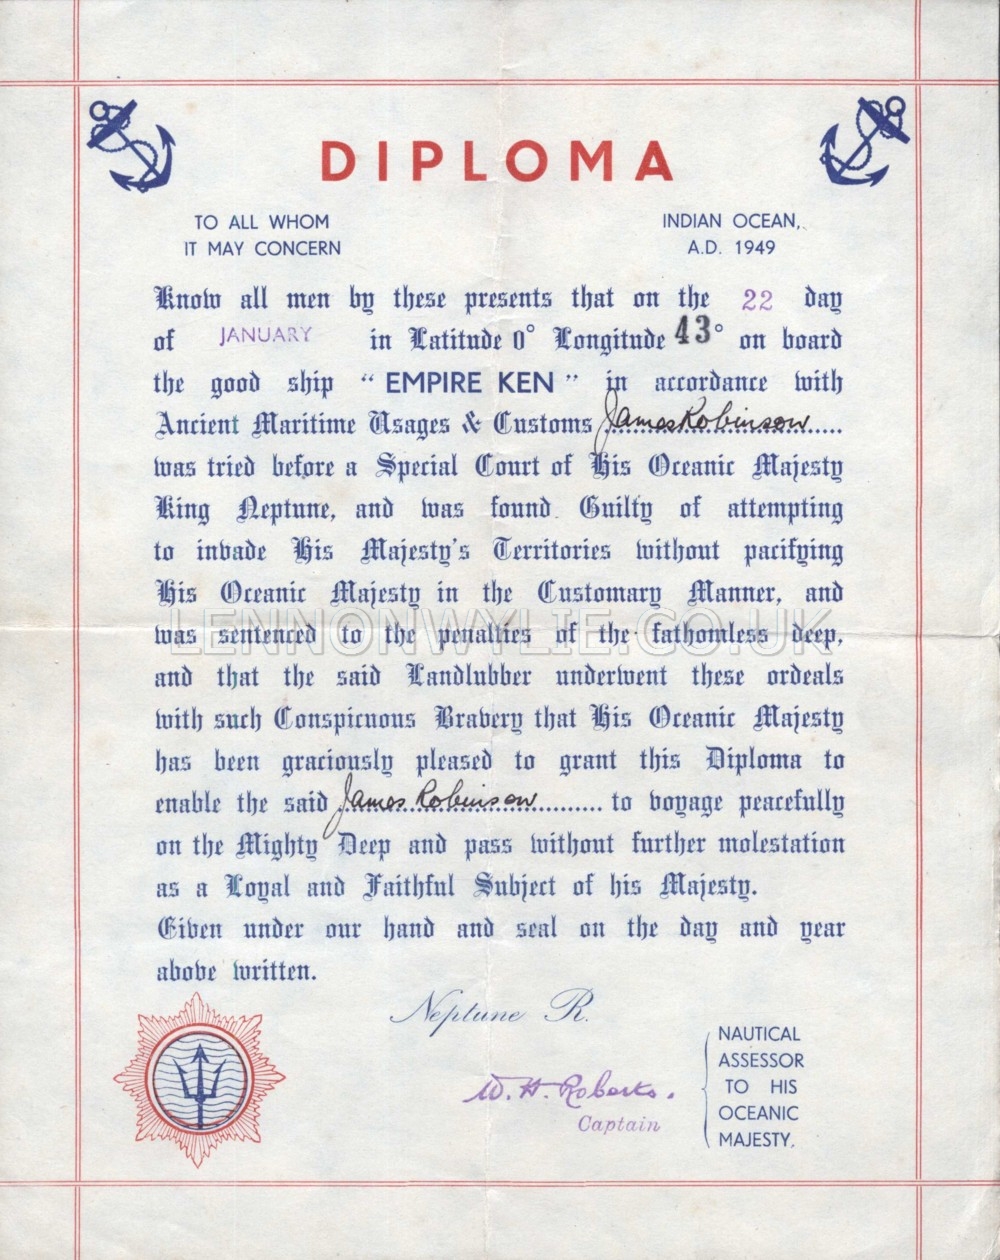 DIPLOMA
TO ALL WHOM
IT MAY CONCERN
INDIAN OCEAN,
A.D. 1949
Know all men by these presents that on the 22 day
of JANUARY in Latitude 0° Longitude 43° on board
the good ship " EMPIRE KEN " in accordance with
Ancient Maritime Usages & Customs James Robinson
was tried before a Special Court of His Oceanic Majesty
King Neptune, and was found Guilty of attempting
to invade His Majesty's Territories without pacifying
His Oceanic Majesty in the Customary Manner, and
LENNONWYLIE.CO.UK
was sentenced to the penalties of the fathomless deep,
and that the said Landlubber underwent these ordeals
with such Conspicuous Bravery that His Oceanic Majesty
has been graciously pleased to grant this Diploma to
enable the said James Robinson to voyage peacefully
on the Mighty Deep and pass without further molestation
as a Loyal and Faithful Subject of his Majesty.
Given under our hand and seal on the day and year
above written.
Neptune R.
W. H. Roberts.
Captain
NAUTICAL
ASSESSOR
TO HIS
OCEANIC
MAJESTY.